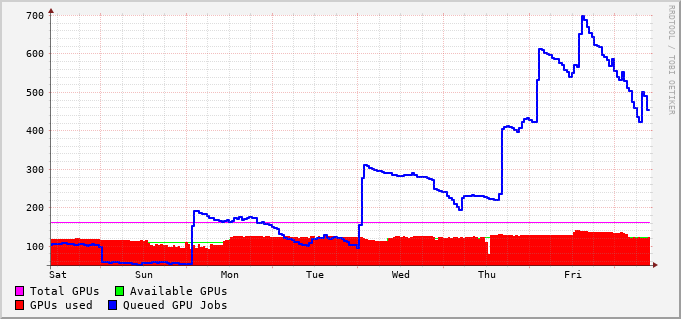 700
600
500
400
300
200
100
Sat Sun Mon Tue Wed Thu Fri
Total GPUs Available GPUs
GPUs used Queued GPU Jobs
RRDTOOL / TOBI OETIKER